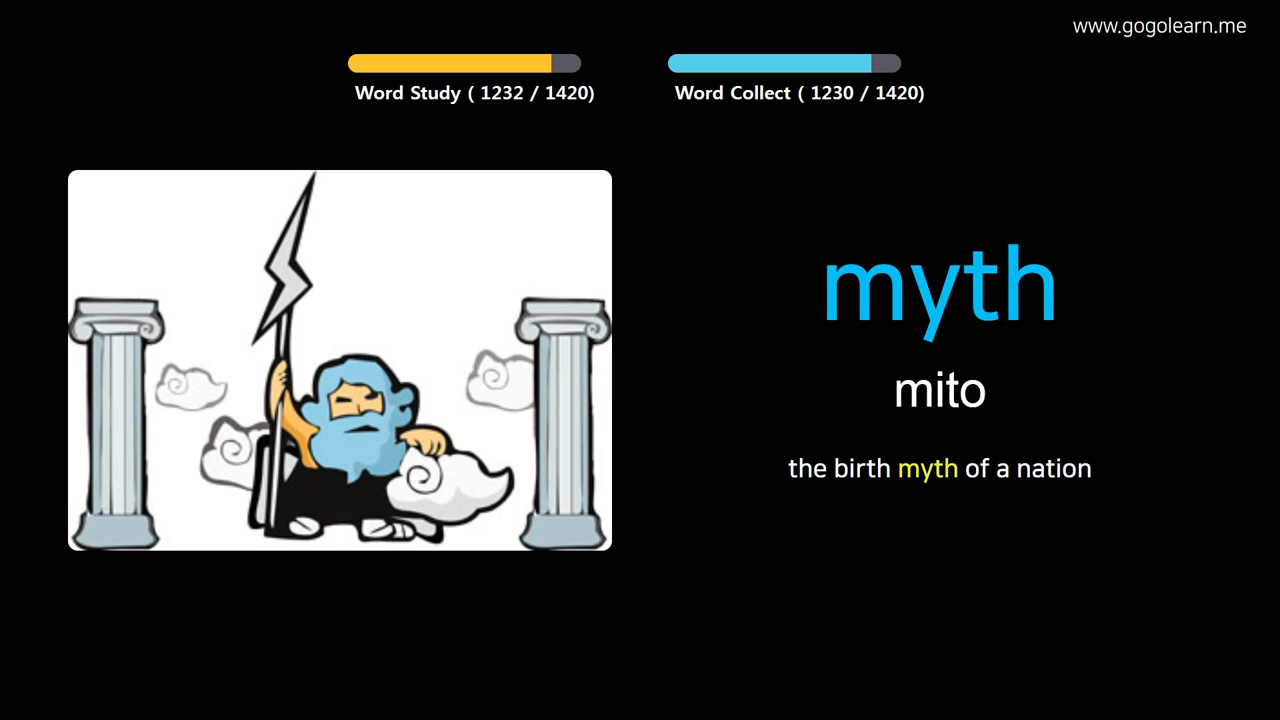 www.gogolearn.me
Word Study ( 1232 / 1420)
Word Collect ( 1230 / 1420)
myth
mito
the birth myth of a nation